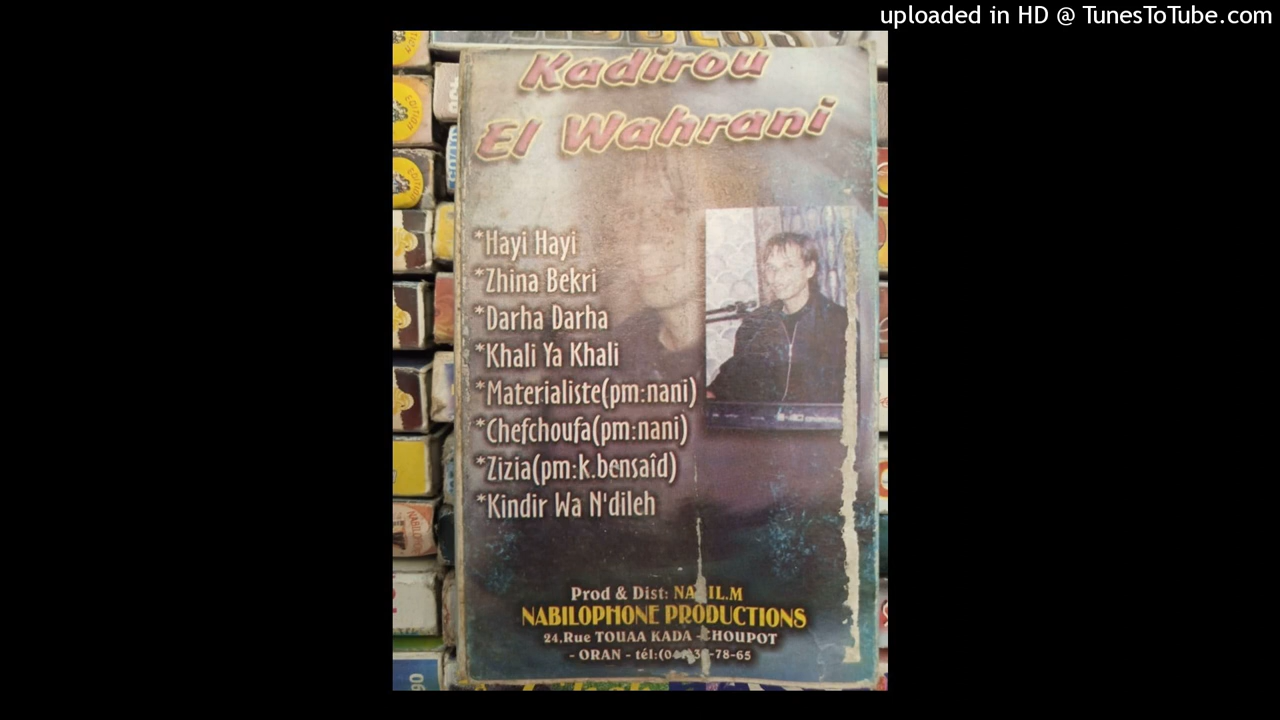 uploaded in HD @ TunesToTube.com
Kadirou
El Wahrani
*Hayi Hayi
*Zhina Bekri
*Darha Darha
*Khali Ya Khali
*Materialiste(pm:nani)
*Chefchoufa(pm:nani)
*Zizia(pm:k.bensaîd)
*Kindir Wa N'dileh
Prod & Dist: NABIL.M
NABILOPHONE PRODUCTIONS
24,Rue TOUAA KADA -CHOUPOT
- ORAN - tél: